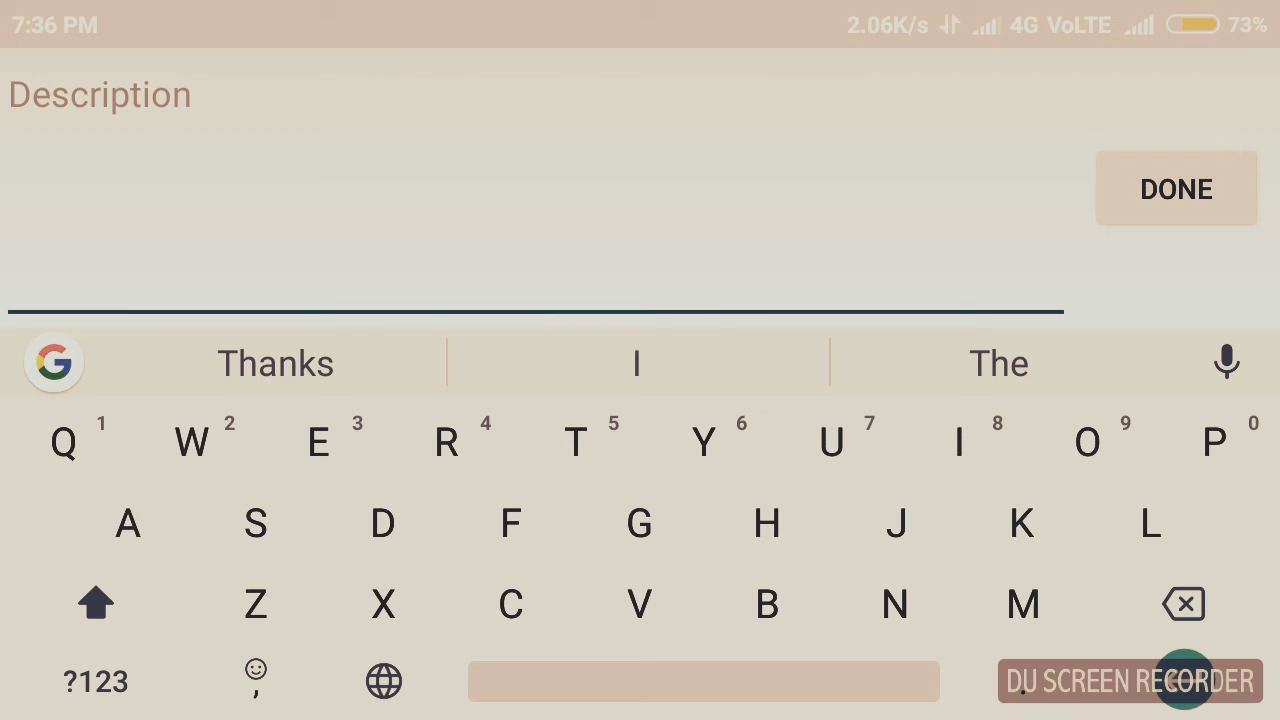 7:36 PM 2.06K/s 4G VoLTE 73%
Description
DONE
G Thanks I The
Q 1 W 2 E 3 R 4 T 5 Y 6 U 7 I 8 O 9 P 0
A S D F G H J K L
Z X C V B N M
?123 , . DU SCREEN RECORDER